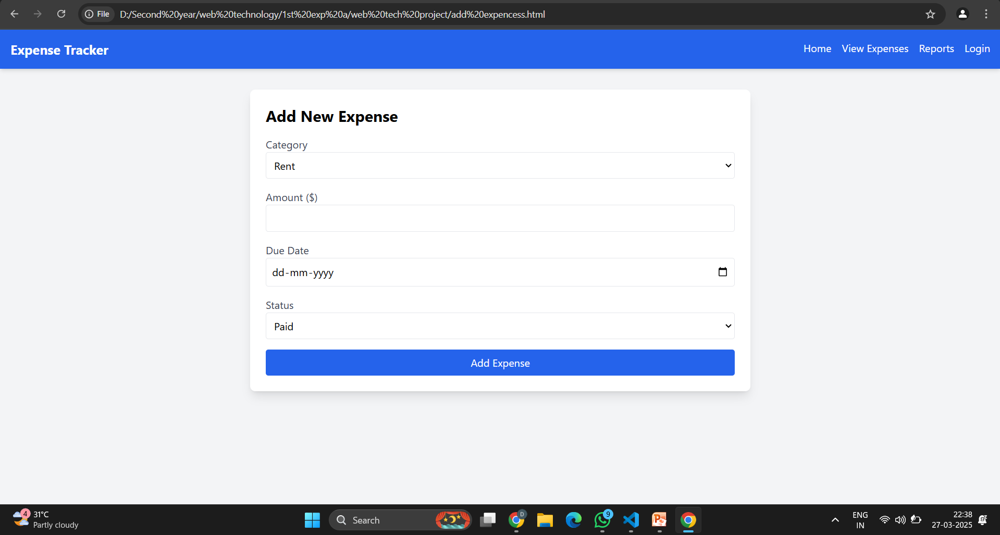 File D:/Second%20year/web%20technology/1st%20exp%20a/web%20tech%20project/add%20expencess.html
Expense Tracker Home View Expenses Reports Login
Add New Expense
Category
Rent
Amount ($)
Due Date
dd-mm-yyyy
Status
Paid
Add Expense
4 31°C
Partly cloudy
Search
D
9
ENG
IN
22:38
27-03-2025